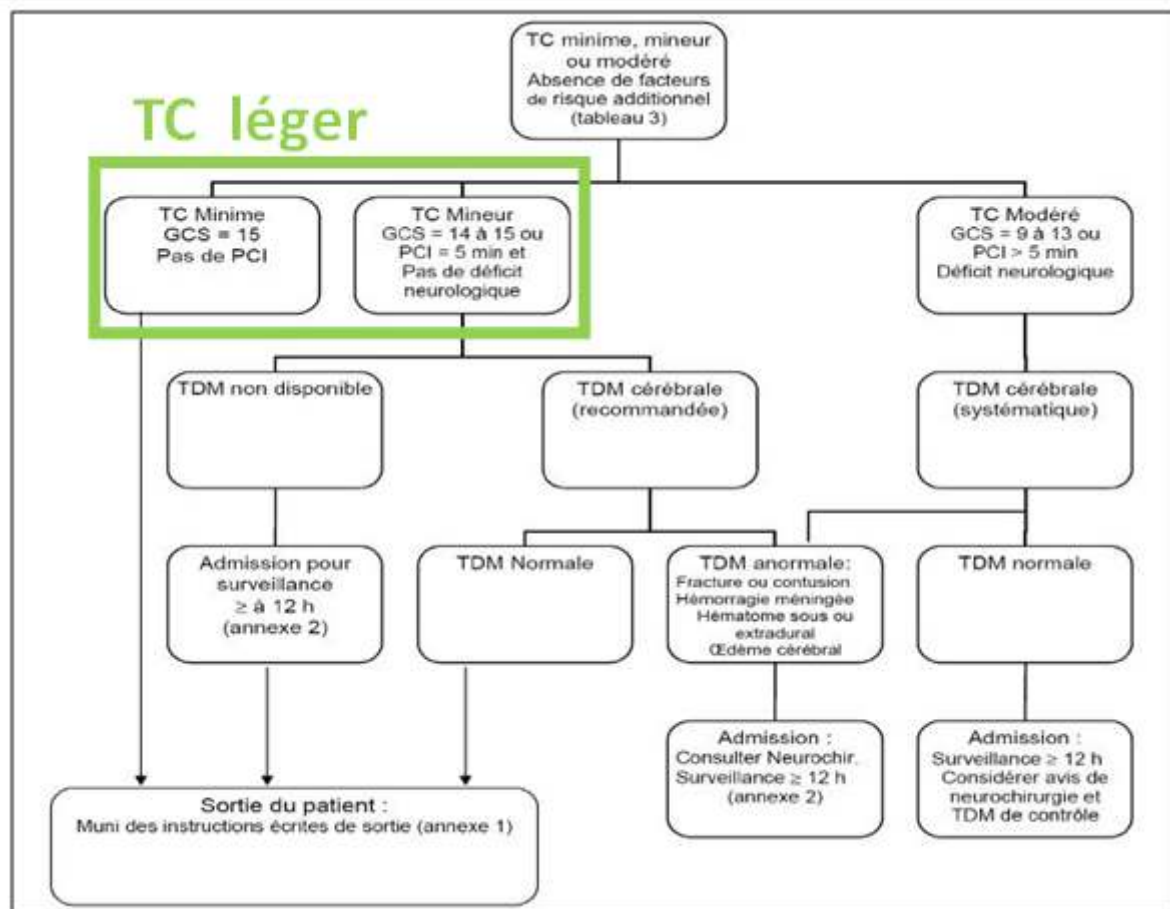 TC minime, mineur
ou modéré
Absence de facteurs
de risque additionnel
(tableau 3)
TC léger
TC Minime
GCS = 15
Pas de PCI
TC Mineur
GCS = 14 à 15 ou
PCI = 5 min et
Pas de déficit
neurologique
TC Modéré
GCS = 9 à 13 ou
PCI > 5 min
Déficit neurologique
TDM non disponible
TDM cérébrale
(recommandée)
TDM cérébrale
(systématique)
Admission pour
surveillance
≥ à 12 h
(annexe 2)
TDM Normale
TDM anormale:
Fracture ou contusion
Hémorragie méningée
Hématome sous ou
extradural
Œdème cérébral
TDM normale
Sortie du patient :
Muni des instructions écrites de sortie (annexe 1)
Admission :
Consulter Neurochir.
Surveillance ≥ 12 h
(annexe 2)
Admission :
Surveillance ≥ 12 h
Considérer avis de
neurochirurgie et
TDM de contrôle